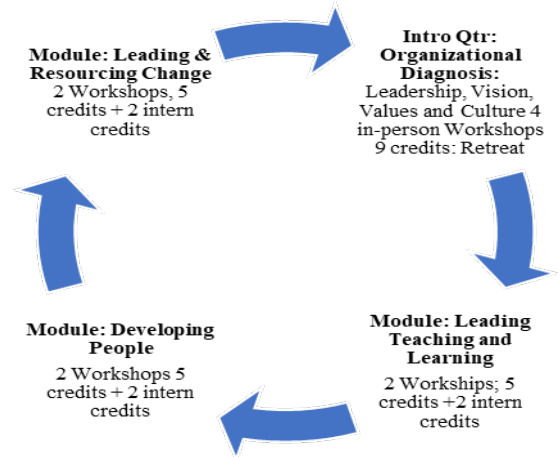 Module: Leading &
Resourcing Change
2 Workshops, 5
credits + 2 intern
credits
Intro Qtr:
Organizational
Diagnosis:
Leadership, Vision,
Values and Culture 4
in-person Workshops
9 credits: Retreat
Module: Leading
Teaching and
Learning
2 Workships; 5
credits +2 intern
credits
Module: Developing
People
2 Workshops 5
credits + 2 intern
credits